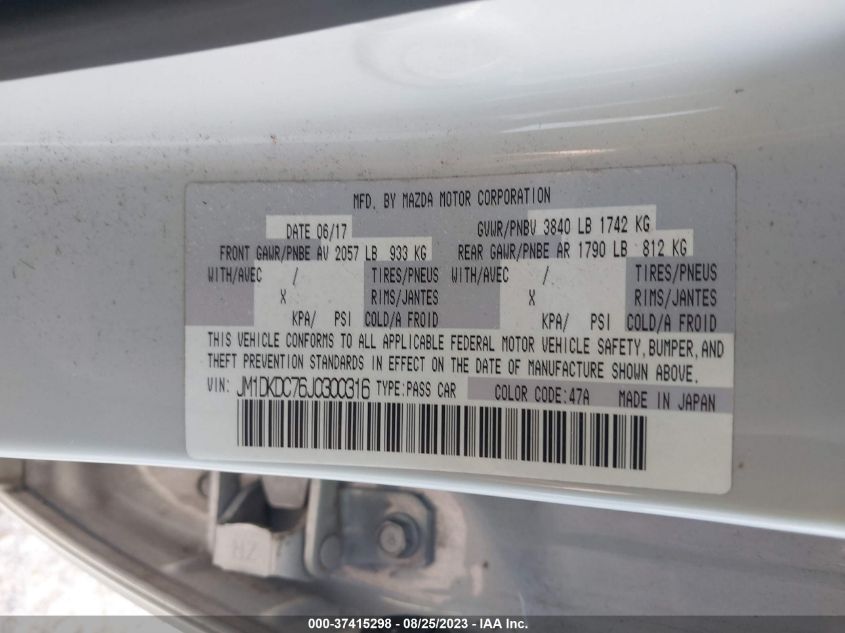 MFD. BY MAZDA MOTOR CORPORATION
DATE 06/17 GVWR/PNBV 3840 LB 1742 KG
FRONT GAWR/PNBE AV 2057 LB 933 KG REAR GAWR/PNBE AR 1790 LB 812 KG
WITH/AVEC / TIRES/PNEUS WITH/AVEC / TIRES/PNEUS
X RIMS/JANTES X RIMS/JANTES
KPA/ PSI COLD/A FROID KPA/ PSI COLD/A FROID
THIS VEHICLE CONFORMS TO ALL APPLICABLE FEDERAL MOTOR VEHICLE SAFETY, BUMPER, AND
THEFT PREVENTION STANDARDS IN EFFECT ON THE DATE OF MANUFACTURE SHOWN ABOVE.
VIN: JM1DKDC76J0300316 TYPE: PASS CAR COLOR CODE: 47A MADE IN JAPAN
000-37415298 - 08/25/2023 - IAA Inc.